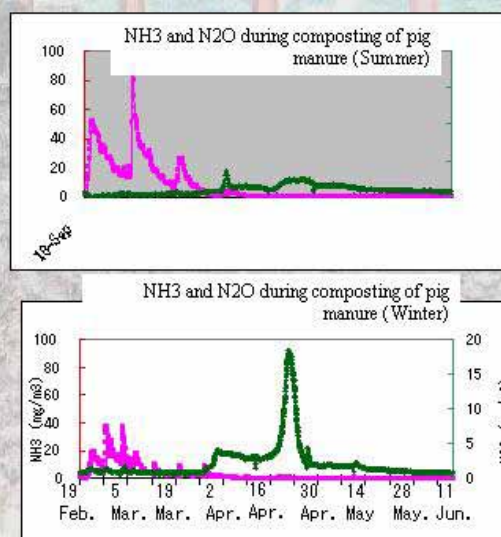 NH3 and N2O during composting of pig
manure (Summer)
100
80
60
40
20
0
18-Sep
NH3 and N2O during composting of pig
manure (Winter)
NH3 (mg/m3)
100
80
60
40
20
0
20
15
10
5
0
19 5 19 2 16 30 14 28 11
Feb. Mar. Mar. Apr. Apr. Apr. May May. Jun.